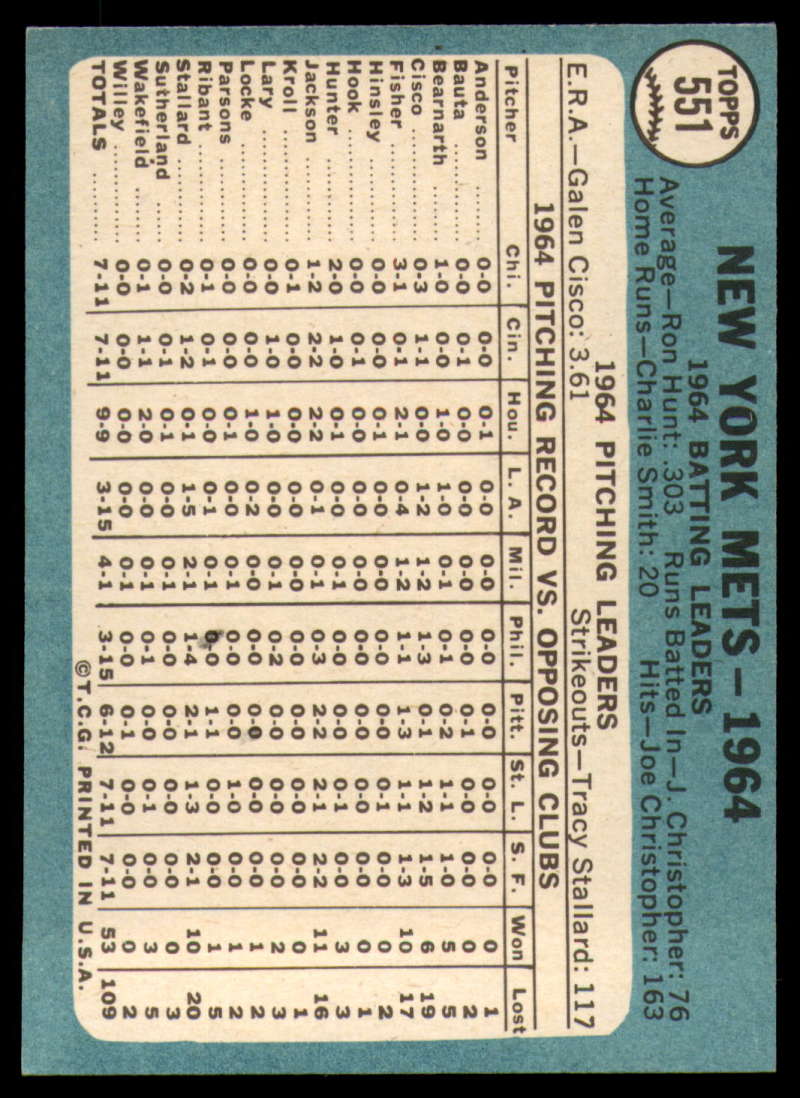 TOPPS
551
NEW YORK METS—1964
1964 BATTING LEADERS
Average—Ron Hunt: .303 Runs Batted In—J. Christopher: 76
Home Runs—Charlie Smith: 20 Hits—Joe Christopher: 163
1964 PITCHING LEADERS
E.R.A.—Galen Cisco: 3.61 Strikeouts—Tracy Stallard: 117
1964 PITCHING RECORD VS. OPPOSING CLUBS
Pitcher Chi. Cin. Hou. L. A. Mil. Phil. Pitt. St. L. S. F. Won Lost
Anderson ........ 0-0 0-0 0-1 0-0 0-0 0-0 0-0 0-0 0-0 0 1
Bauta ........ 0-0 0-1 0-0 0-0 0-0 0-0 0-1 0-0 0-0 0 2
Bearnarth ........ 1-0 0-0 1-0 1-0 0-1 0-1 0-2 1-1 1-0 5 5
Cisco ........ 0-3 1-1 0-0 1-2 1-2 1-3 0-1 1-2 1-5 6 19
Fisher ........ 3-1 0-1 2-1 0-4 1-2 1-1 1-3 1-1 1-3 10 17
Hinsley ........ 0-0 0-0 0-1 0-0 0-0 0-0 0-0 0-1 0-0 0 2
Hook ........ 0-0 0-1 0-0 0-0 0-0 0-0 0-0 0-0 0-0 0 1
Hunter ........ 2-0 1-0 0-1 0-0 0-1 0-0 0-0 0-1 0-0 3 3
Jackson ........ 1-2 2-2 2-2 0-1 0-1 0-3 2-2 2-1 2-2 11 16
Kroll ........ 0-1 0-0 0-0 0-0 0-0 0-0 0-0 0-0 0-0 0 1
Lary ........ 0-0 1-0 1-0 0-0 0-1 0-2 0-0 0-0 0-0 2 3
Locke ........ 0-0 0-0 1-0 0-2 0-0 0-0 0-0 0-0 0-0 1 2
Parsons ........ 0-0 0-0 0-1 0-0 0-1 1-0 0-0 1-0 0-0 1 2
Ribant ........ 0-1 0-1 0-0 0-1 0-1 0-0 1-1 0-0 0-0 1 5
Stallard ........ 0-2 1-2 0-1 1-5 2-1 1-4 2-1 1-3 2-1 10 20
Sutherland ........ 0-0 0-1 0-1 0-0 0-1 0-0 0-0 0-0 0-0 0 3
Wakefield ........ 0-1 1-1 2-0 0-0 0-1 0-1 0-0 0-1 0-0 3 5
Willey ........ 0-0 0-0 0-0 0-0 0-1 0-0 0-1 0-0 0-0 0 2
TOTALS ........ 7-11 7-11 9-9 3-15 4-1 3-15 6-12 7-11 7-11 53 109
©T.C.G. PRINTED IN U.S.A.